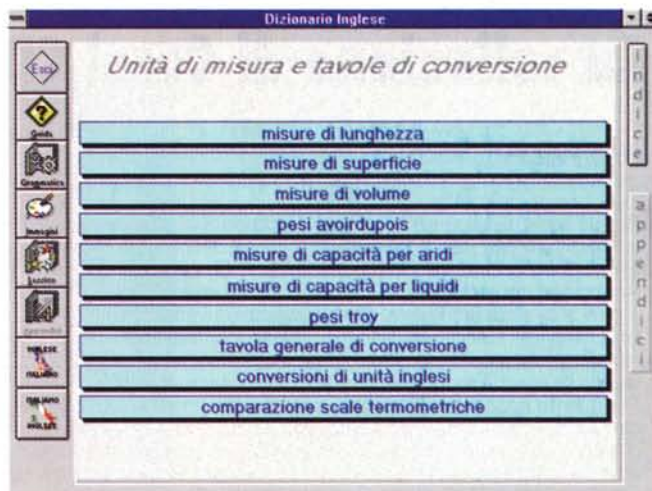 Dizionario Inglese
Unità di misura e tavole di conversione
misure di lunghezza
misure di superficie
misure di volume
pesi avoirdupois
misure di capacità per aridi
misure di capacità per liquidi
pesi troy
tavola generale di conversione
conversioni di unità inglesi
comparazione scale termometriche
Esci
Guida
Grammatica
Immagini
Lessico
Appendici
INGLESE
ITALIANO
ITALIANO
INGLESE
indice
appendici